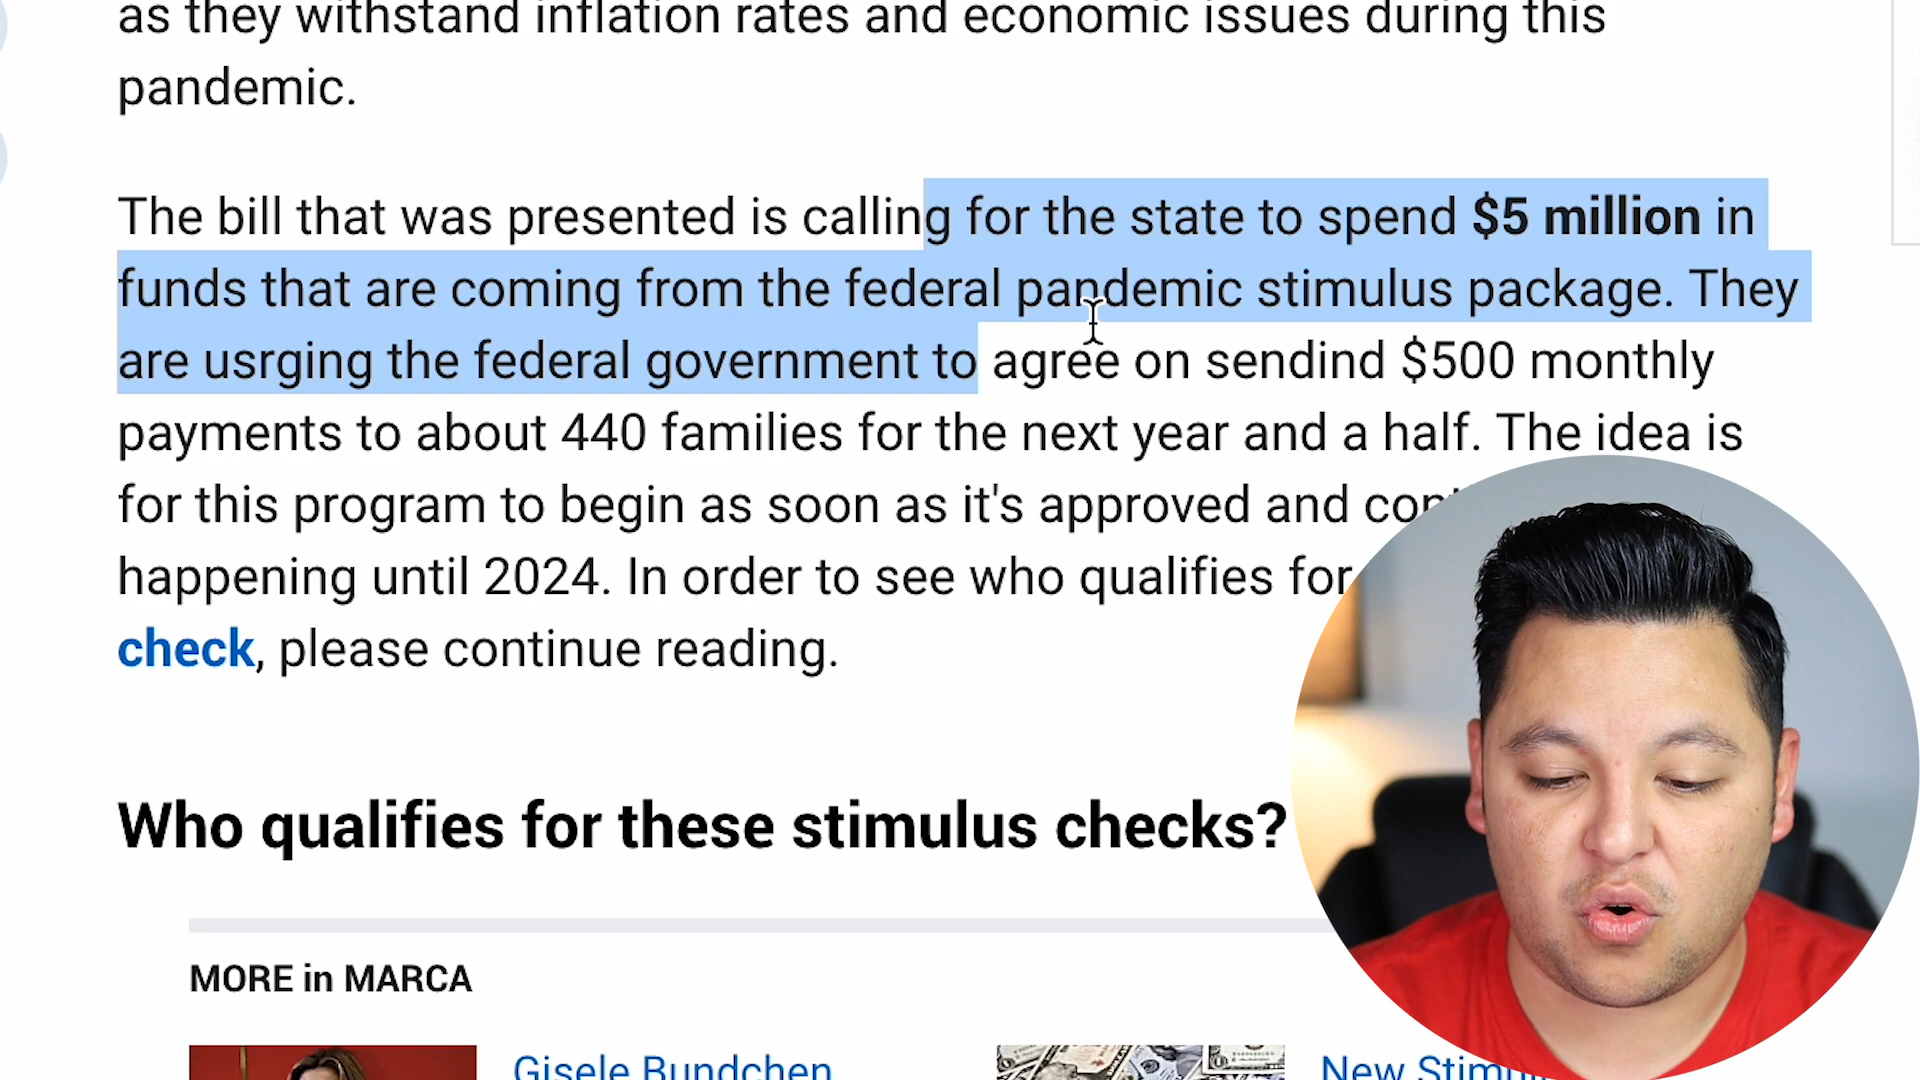 as they withstand inflation rates and economic issues during this
pandemic.
The bill that was presented is calling for the state to spend $5 million in
funds that are coming from the federal pandemic stimulus package. They
are usrging the federal government to agree on sendind $500 monthly
payments to about 440 families for the next year and a half. The idea is
for this program to begin as soon as it's approved and
happening until 2024. In order to see who qualifies for
check, please continue reading.
Who qualifies for these stimulus checks?
MORE in MARCA
Gisele Bundchen
New